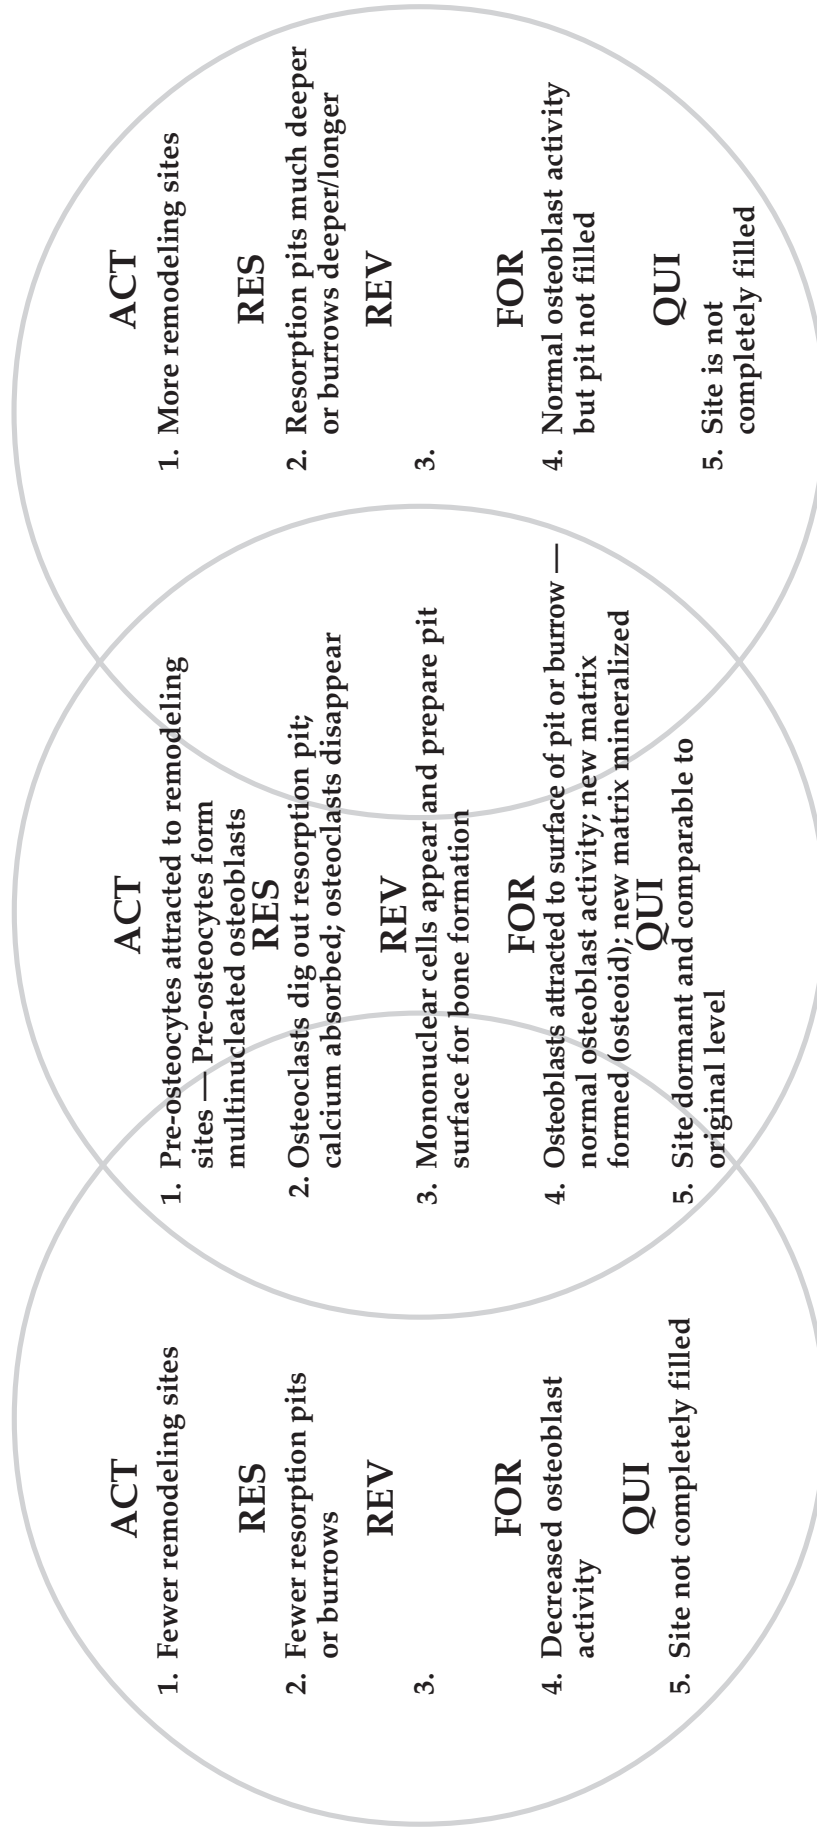 ACT
1. Fewer remodeling sites
RES
2. Fewer resorption pits
or burrows
REV
3.
FOR
4. Decreased osteoblast
activity
QUI
5. Site not completely filled
ACT
1. Pre-osteocytes attracted to remodeling
sites — Pre-osteocytes form
multinucleated osteoblasts
RES
2. Osteoclasts dig out resorption pit;
calcium absorbed; osteoclasts disappear
REV
3. Mononuclear cells appear and prepare pit
surface for bone formation
FOR
4. Osteoblasts attracted to surface of pit or burrow —
normal osteoblast activity; new matrix
formed (osteoid); new matrix mineralized
QUI
5. Site dormant and comparable to
original level
ACT
1. More remodeling sites
RES
2. Resorption pits much deeper
or burrows deeper/longer
REV
3.
FOR
4. Normal osteoblast activity
but pit not filled
QUI
5. Site is not
completely filled